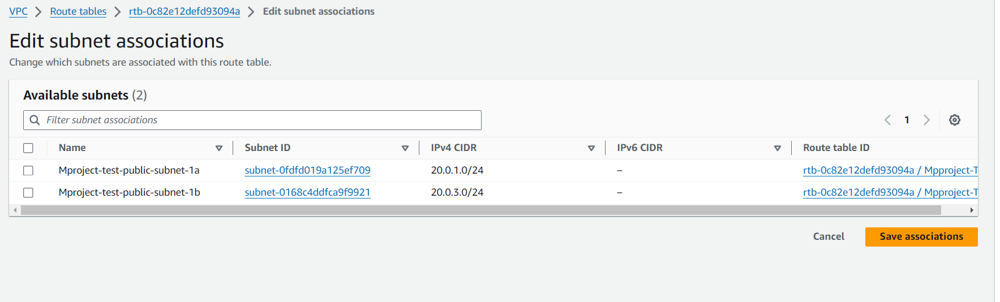 VPC > Route tables > rtb-0c82e12defd93094a > Edit subnet associations
Edit subnet associations
Change which subnets are associated with this route table.
Available subnets (2)
Filter subnet associations
1
Name Subnet ID IPv4 CIDR IPv6 CIDR Route table ID
Mproject-test-public-subnet-1a subnet-0fdfd019a125ef709 20.0.1.0/24 – rtb-0c82e12defd93094a / Mpproject-T
Mproject-test-public-subnet-1b subnet-0168c4ddfca9f9921 20.0.3.0/24 – rtb-0c82e12defd93094a / Mpproject-T
Cancel Save associations